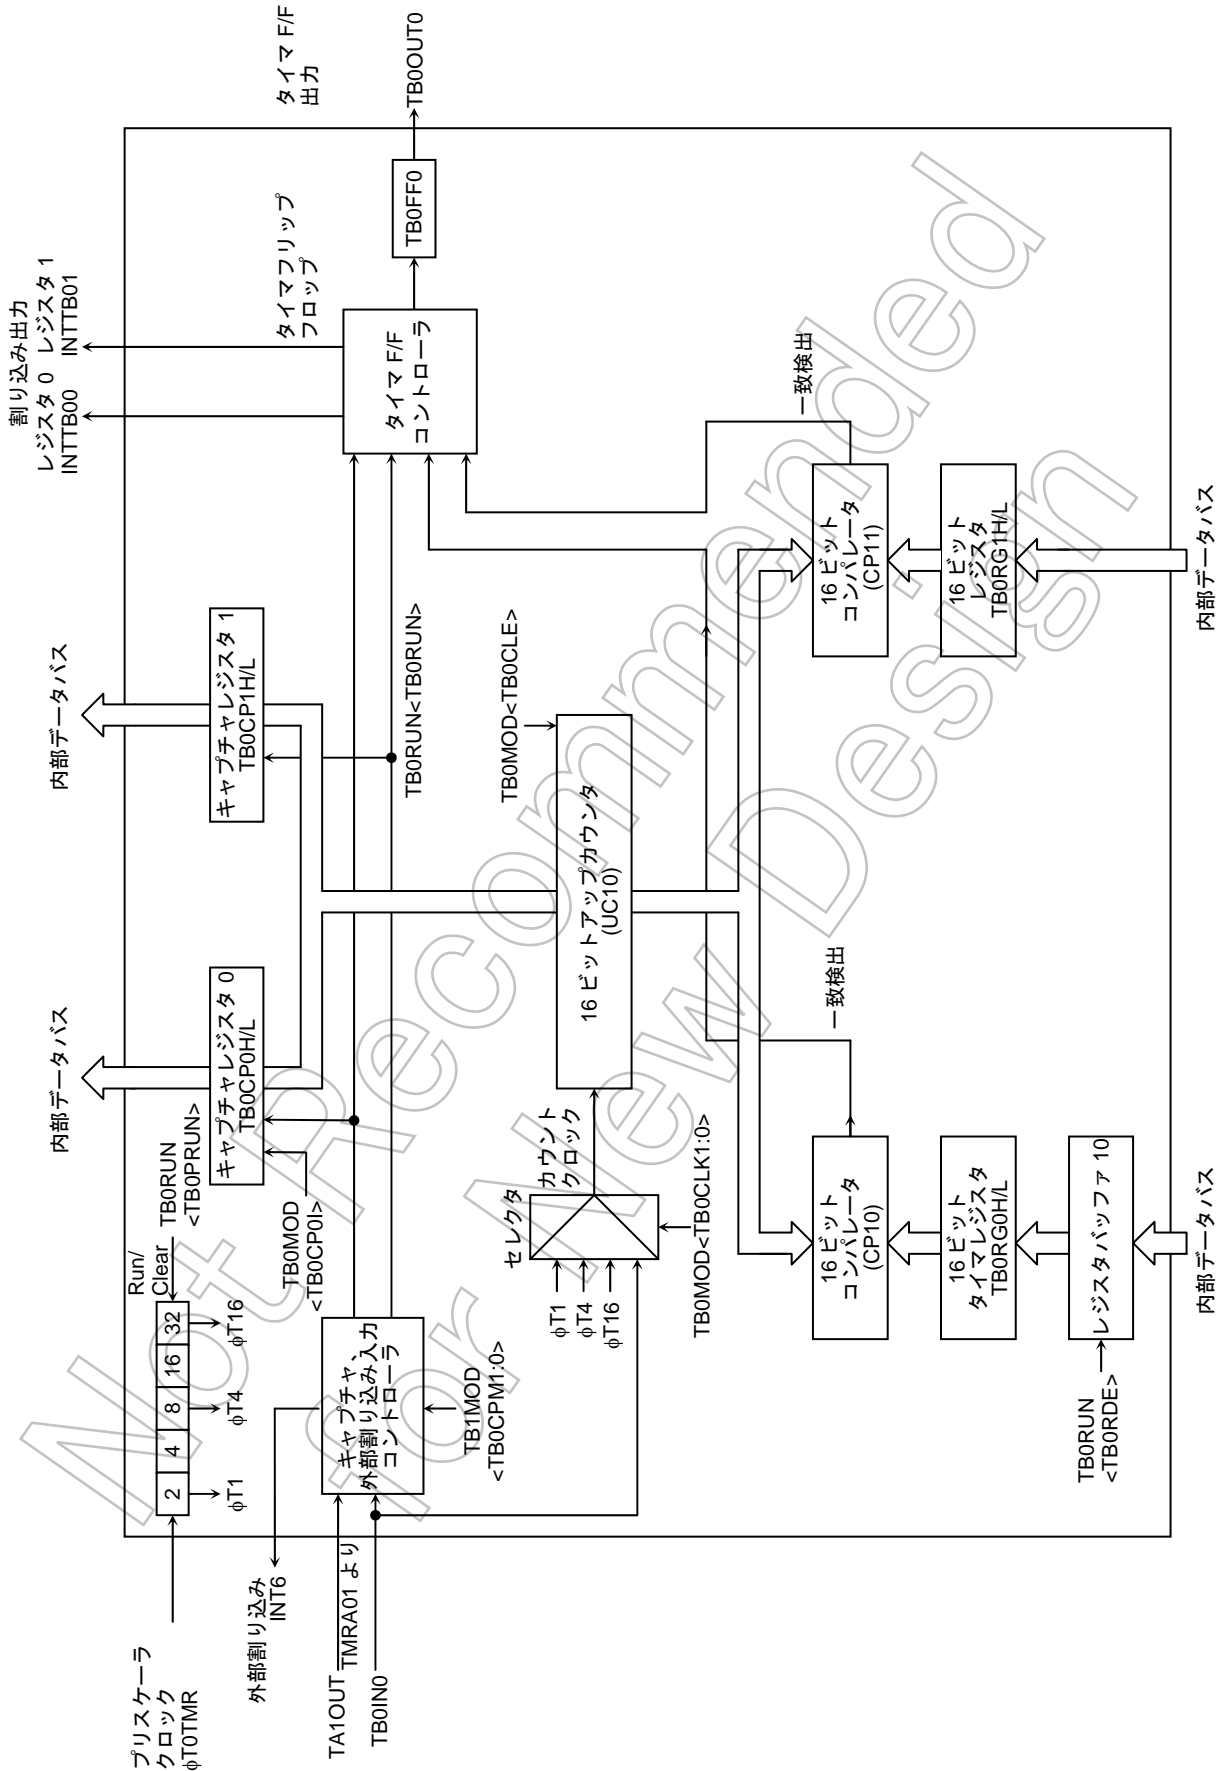 プリスケーラ
クロック
φT0TMR
2
4
8
16
32
φT1
φT4
φT16
Run/
Clear
TB0RUN
<TB0PRUN>
外部割り込み
INT6
TA1OUT
TMRA01 より
TB0IN0
キャプチャ、
外部割り込み入力
コントローラ
TB1MOD
<TB0CPM1:0>
TB0MOD
<TB0CP0I>
内部データバス
キャプチャレジスタ 0
TB0CP0H/L
内部データバス
キャプチャレジスタ 1
TB0CP1H/L
TB0RUN<TB0RUN>
TB0MOD<TB0CLE>
割り込み出力
レジスタ 0 レジスタ 1
INTTB00 INTTB01
タイマフリップ
フロップ
タイマ F/F
コントローラ
TB0FF0
タイマ F/F
出力
TB0OUT0
セレクタ
カウント
クロック
φT1
φT4
φT16
TB0MOD<TB0CLK1:0>
16 ビットアップカウンタ
(UC10)
一致検出
一致検出
16 ビット
コンパレータ
(CP10)
16 ビット
タイマレジスタ
TB0RG0H/L
レジスタバッファ 10
TB0RUN
<TB0RDE>
内部データバス
16 ビット
コンパレータ
(CP11)
16 ビット
レジスタ
TB0RG1H/L
内部データバス
Not Recommended
for New Design